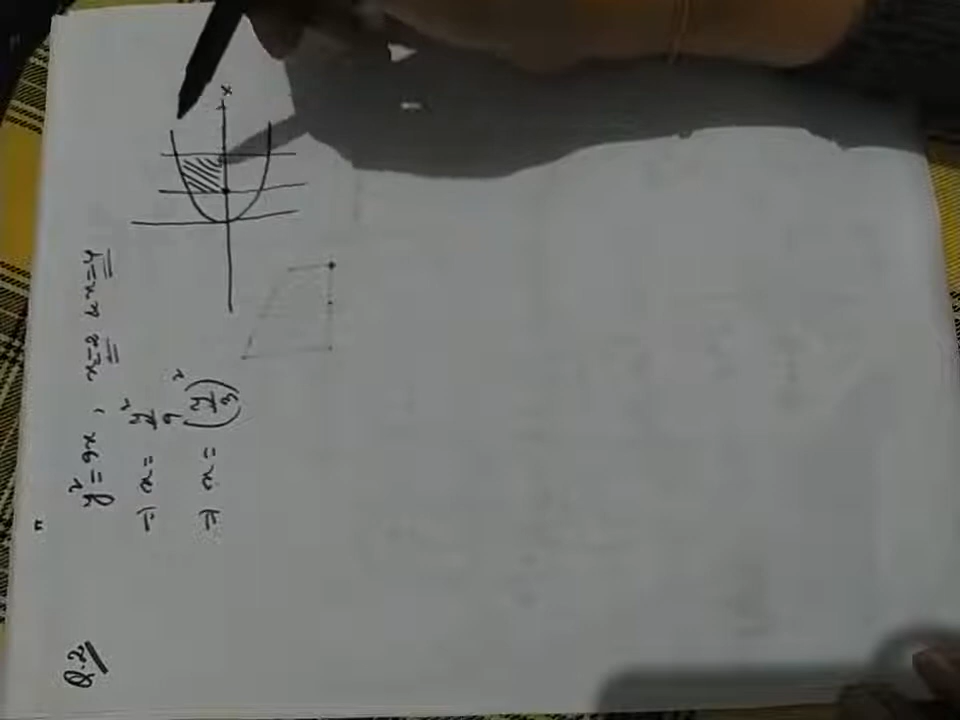 Q.2
y² = 9x, x=2 & x=4
⇒ x = y²/9
⇒ x = (y/3)²
x